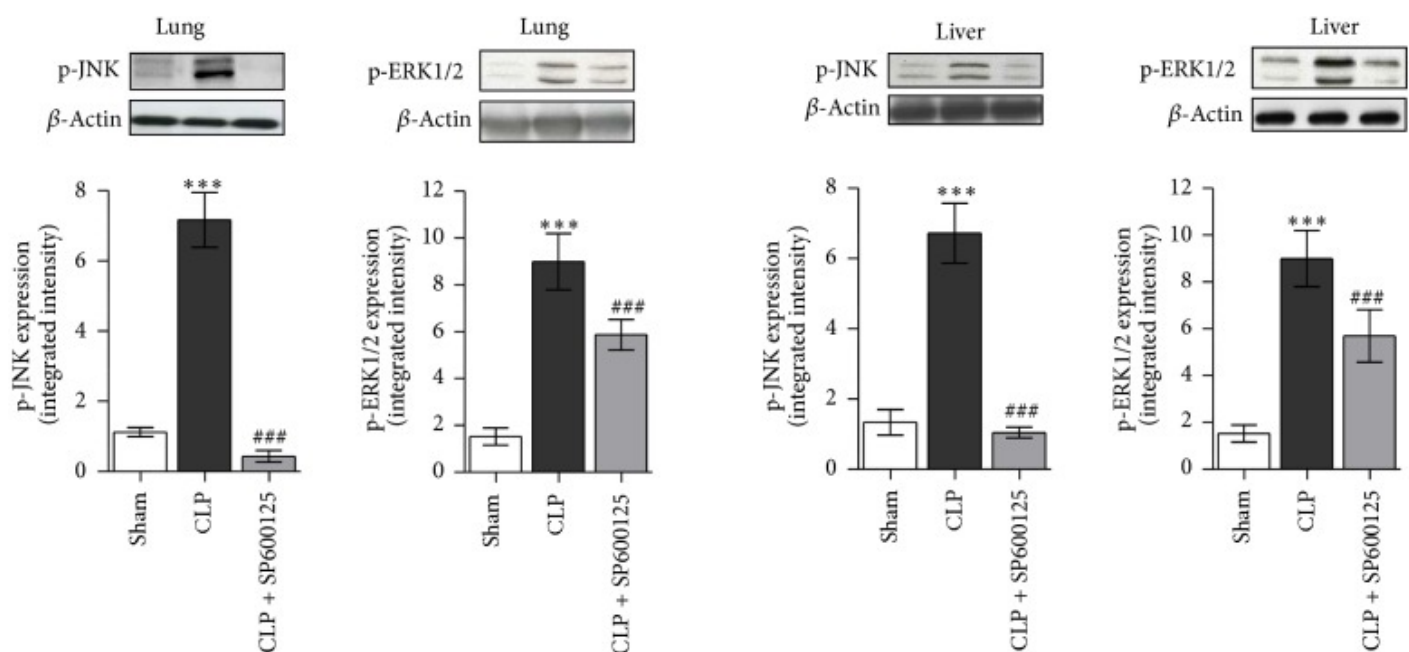 Lung
p-JNK
β-Actin
p-JNK expression
(integrated intensity)
8
6
4
2
0
***
###
Sham
CLP
CLP + SP600125
Lung
p-ERK1/2
β-Actin
p-ERK1/2 expression
(integrated intensity)
12
10
8
6
4
2
0
***
###
Sham
CLP
CLP + SP600125
Liver
p-JNK
β-Actin
p-JNK expression
(integrated intensity)
8
6
4
2
0
***
###
Sham
CLP
CLP + SP600125
Liver
p-ERK1/2
β-Actin
p-ERK1/2 expression
(integrated intensity)
12
10
8
6
4
2
0
***
###
Sham
CLP
CLP + SP600125